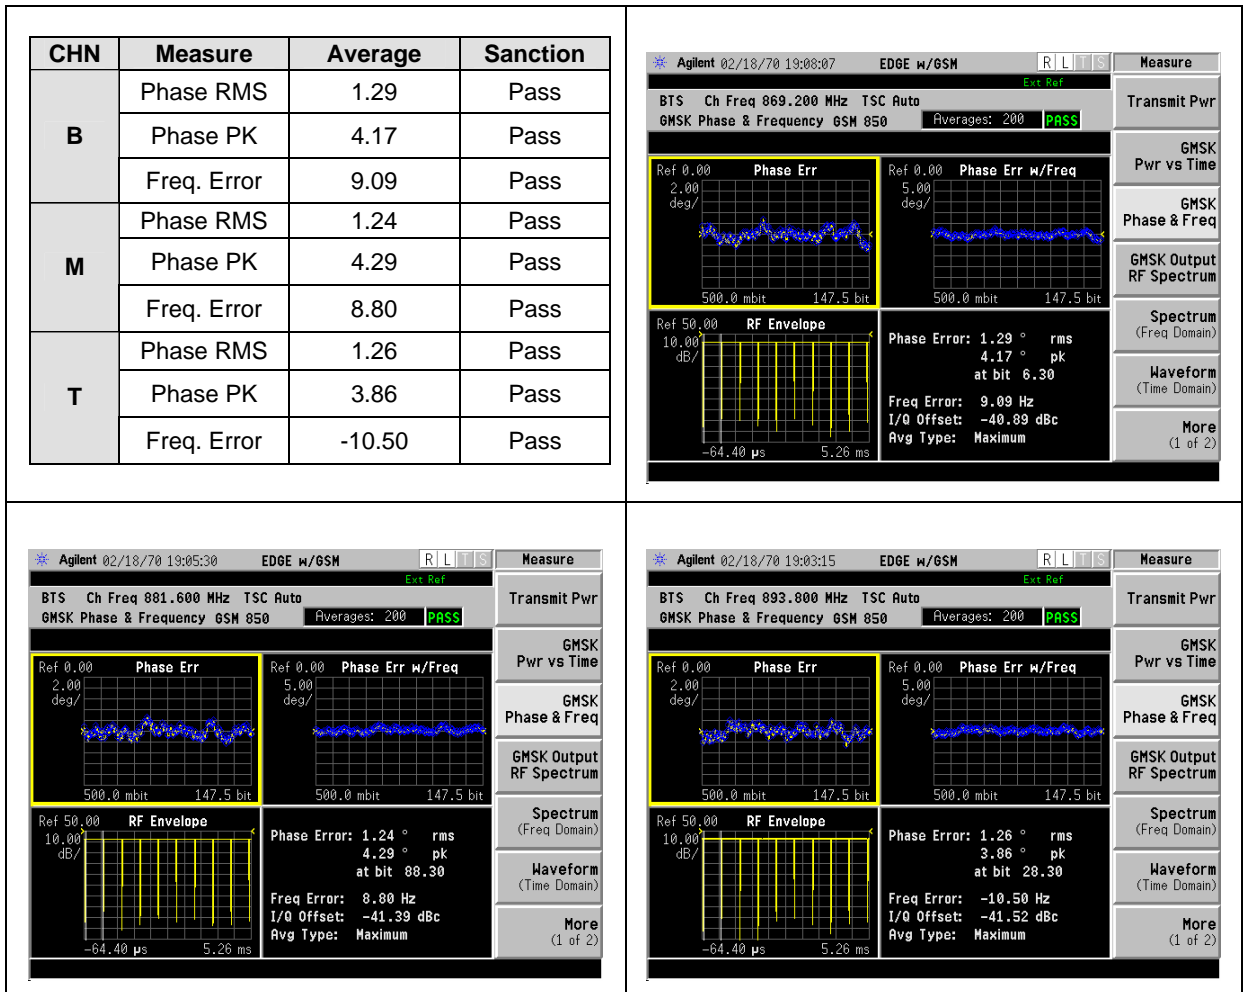 CHN Measure Average Sanction
B
Phase RMS 1.29 Pass
Phase PK 4.17 Pass
Freq. Error 9.09 Pass
M
Phase RMS 1.24 Pass
Phase PK 4.29 Pass
Freq. Error 8.80 Pass
T
Phase RMS 1.26 Pass
Phase PK 3.86 Pass
Freq. Error -10.50 Pass
Agilent 02/18/70 19:08:07 EDGE w/GSM R L T S Measure
Ext Ref
BTS Ch Freq 869.200 MHz TSC Auto
GMSK Phase & Frequency GSM 850 Averages: 200 PASS
Ref 0.00 Phase Err
2.00
deg/
500.0 mbit 147.5 bit
Ref 0.00 Phase Err w/Freq
5.00
deg/
500.0 mbit 147.5 bit
Ref 50.00 RF Envelope
10.00
dB/
-64.40 µs 5.26 ms
Phase Error: 1.29 ° rms
4.17 ° pk
at bit 6.30
Freq Error: 9.09 Hz
I/Q Offset: -40.89 dBc
Avg Type: Maximum
Transmit Pwr
GMSK
Pwr vs Time
GMSK
Phase & Freq
GMSK Output
RF Spectrum
Spectrum
(Freq Domain)
Waveform
(Time Domain)
More
(1 of 2)
Agilent 02/18/70 19:05:30 EDGE w/GSM R L T S Measure
Ext Ref
BTS Ch Freq 881.600 MHz TSC Auto
GMSK Phase & Frequency GSM 850 Averages: 200 PASS
Ref 0.00 Phase Err
2.00
deg/
500.0 mbit 147.5 bit
Ref 0.00 Phase Err w/Freq
5.00
deg/
500.0 mbit 147.5 bit
Ref 50.00 RF Envelope
10.00
dB/
-64.40 µs 5.26 ms
Phase Error: 1.24 ° rms
4.29 ° pk
at bit 88.30
Freq Error: 8.80 Hz
I/Q Offset: -41.39 dBc
Avg Type: Maximum
Transmit Pwr
GMSK
Pwr vs Time
GMSK
Phase & Freq
GMSK Output
RF Spectrum
Spectrum
(Freq Domain)
Waveform
(Time Domain)
More
(1 of 2)
Agilent 02/18/70 19:03:15 EDGE w/GSM R L T S Measure
Ext Ref
BTS Ch Freq 893.800 MHz TSC Auto
GMSK Phase & Frequency GSM 850 Averages: 200 PASS
Ref 0.00 Phase Err
2.00
deg/
500.0 mbit 147.5 bit
Ref 0.00 Phase Err w/Freq
5.00
deg/
500.0 mbit 147.5 bit
Ref 50.00 RF Envelope
10.00
dB/
-64.40 µs 5.26 ms
Phase Error: 1.26 ° rms
3.86 ° pk
at bit 28.30
Freq Error: -10.50 Hz
I/Q Offset: -41.52 dBc
Avg Type: Maximum
Transmit Pwr
GMSK
Pwr vs Time
GMSK
Phase & Freq
GMSK Output
RF Spectrum
Spectrum
(Freq Domain)
Waveform
(Time Domain)
More
(1 of 2)